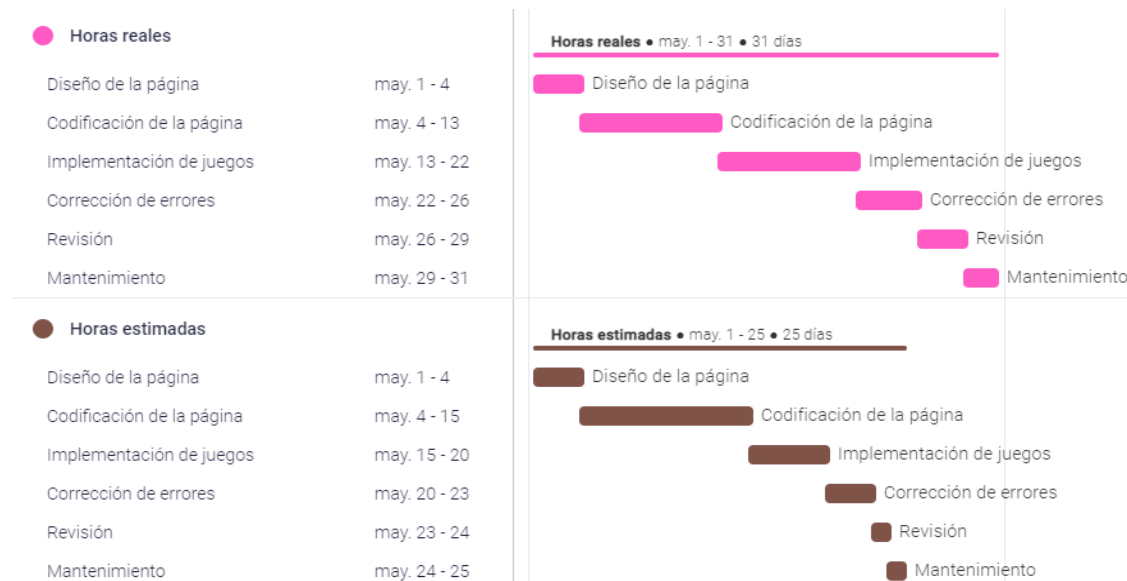 Horas reales
Horas reales ● may. 1 - 31 ● 31 días
Diseño de la página may. 1 - 4 Diseño de la página
Codificación de la página may. 4 - 13 Codificación de la página
Implementación de juegos may. 13 - 22 Implementación de juegos
Corrección de errores may. 22 - 26 Corrección de errores
Revisión may. 26 - 29 Revisión
Mantenimiento may. 29 - 31 Mantenimiento
Horas estimadas
Horas estimadas ● may. 1 - 25 ● 25 días
Diseño de la página may. 1 - 4 Diseño de la página
Codificación de la página may. 4 - 15 Codificación de la página
Implementación de juegos may. 15 - 20 Implementación de juegos
Corrección de errores may. 20 - 23 Corrección de errores
Revisión may. 23 - 24 Revisión
Mantenimiento may. 24 - 25 Mantenimiento